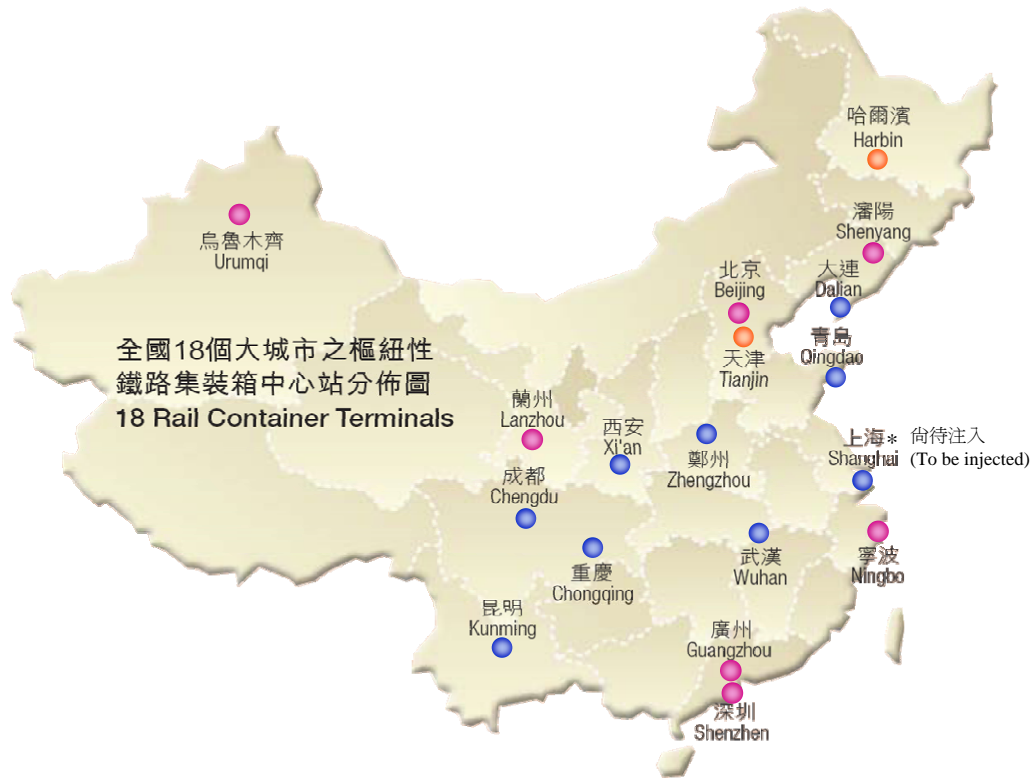 哈爾濱
Harbin
瀋陽
Shenyang
烏魯木齊
Urumqi
北京
Beijing
大連
Dalian
青島
Qingdao
天津
Tianjin
全國18個大城市之樞紐性
鐵路集裝箱中心站分佈圖
18 Rail Container Terminals
蘭州
Lanzhou
西安
Xi'an
鄭州
Zhengzhou
上海* 尚待注入
Shanghai (To be injected)
成都
Chengdu
重慶
Chongqing
武漢
Wuhan
寧波
Ningbo
昆明
Kunming
廣州
Guangzhou
深圳
Shenzhen